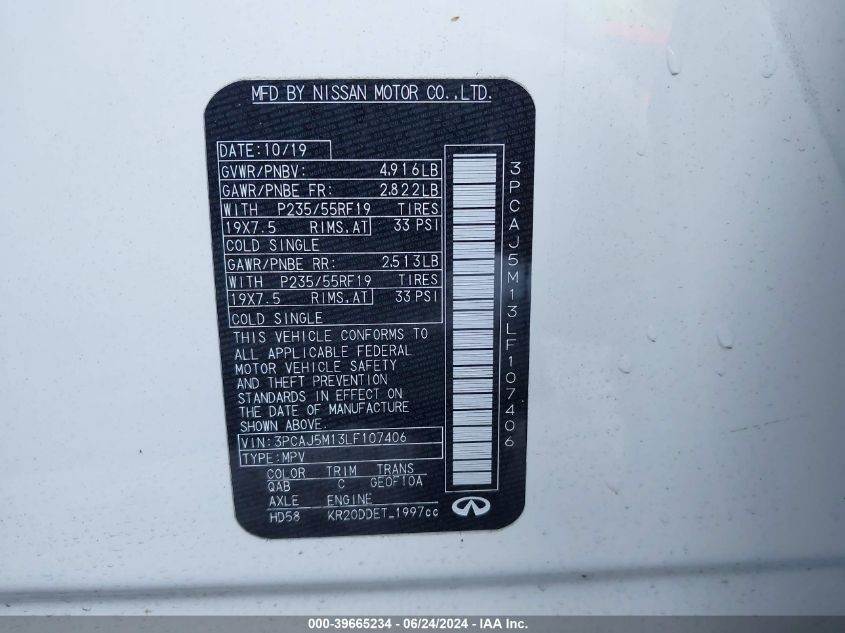 MFD BY NISSAN MOTOR CO.,LTD.
DATE:10/19
GVWR/PNBV: 4,916LB
GAWR/PNBE FR: 2,822LB
WITH P235/55RF19 TIRES
19X7.5 RIMS.AT 33 PSI
COLD SINGLE
GAWR/PNBE RR: 2,513LB
WITH P235/55RF19 TIRES
19X7.5 RIMS.AT 33 PSI
COLD SINGLE
THIS VEHICLE CONFORMS TO
ALL APPLICABLE FEDERAL
MOTOR VEHICLE SAFETY
AND THEFT PREVENTION
STANDARDS IN EFFECT ON
THE DATE OF MANUFACTURE
SHOWN ABOVE.
VIN: 3PCAJ5M13LF107406
TYPE:MPV
COLOR TRIM TRANS
QAB C GE0F10A
AXLE ENGINE
HD58 KR20DDET_1997cc
3PCAJ5M13LF107406
000-39665234 - 06/24/2024 - IAA Inc.